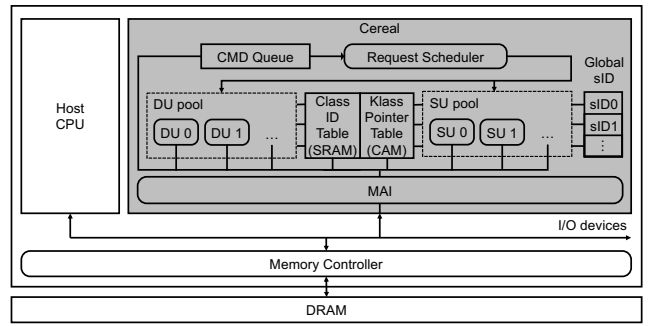 Cereal
Host
CPU
CMD Queue
Request Scheduler
Global
sID
DU pool
DU 0
DU 1
...
Class
ID
Table
(SRAM)
Klass
Pointer
Table
(CAM)
SU pool
SU 0
SU 1
...
sID0
sID1
⋮
MAI
I/O devices
Memory Controller
DRAM